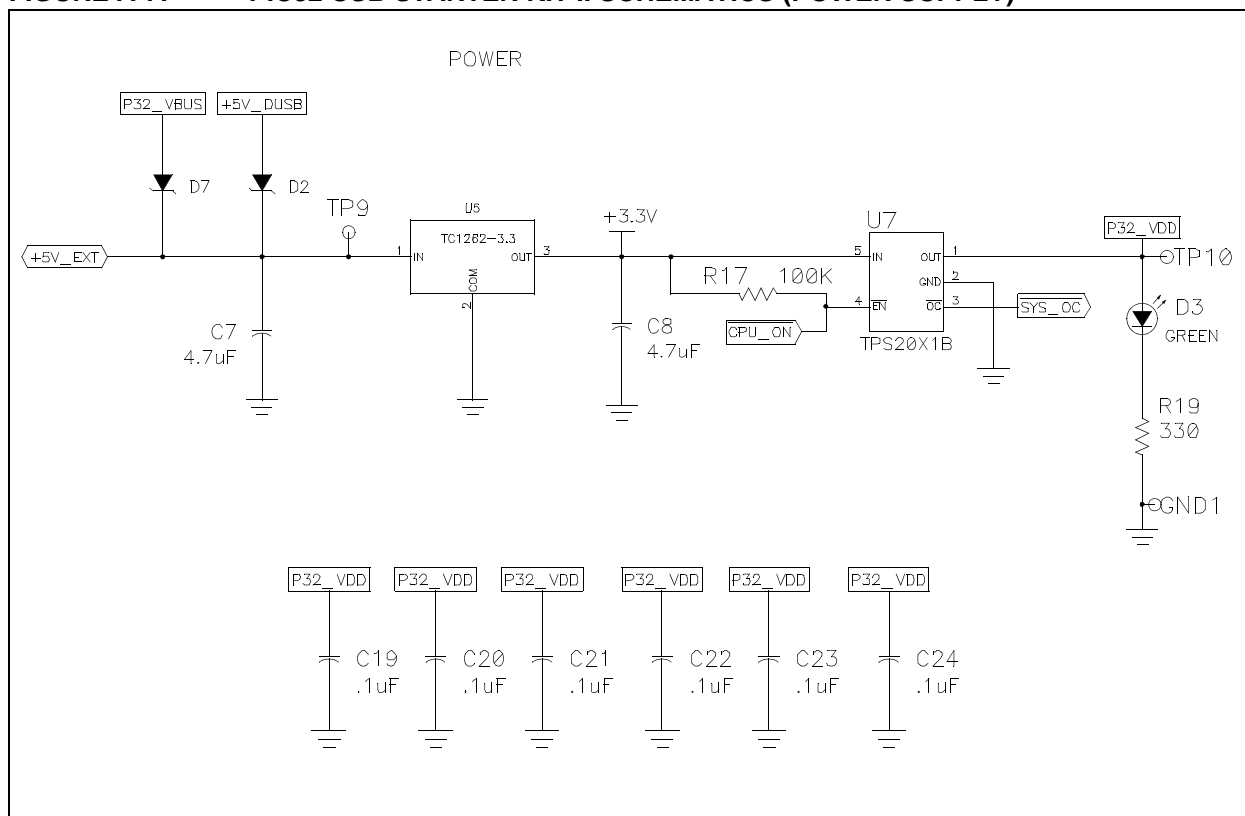 POWER
P32_VBUS
+5V_DUSB
D7
D2
TP9
U5
+3.3V
U7
P32_VDD
+5V_EXT
1
IN
TC1262-3.3
OUT
3
COM
2
5
IN
OUT
1
TP10
R17
100K
GND
2
4
EN
OC
3
SYS_OC
D3
GREEN
C7
4.7uF
C8
4.7uF
CPU_ON
TPS20X1B
R19
330
GND1
P32_VDD
P32_VDD
P32_VDD
P32_VDD
P32_VDD
P32_VDD
C19
.1uF
C20
.1uF
C21
.1uF
C22
.1uF
C23
.1uF
C24
.1uF